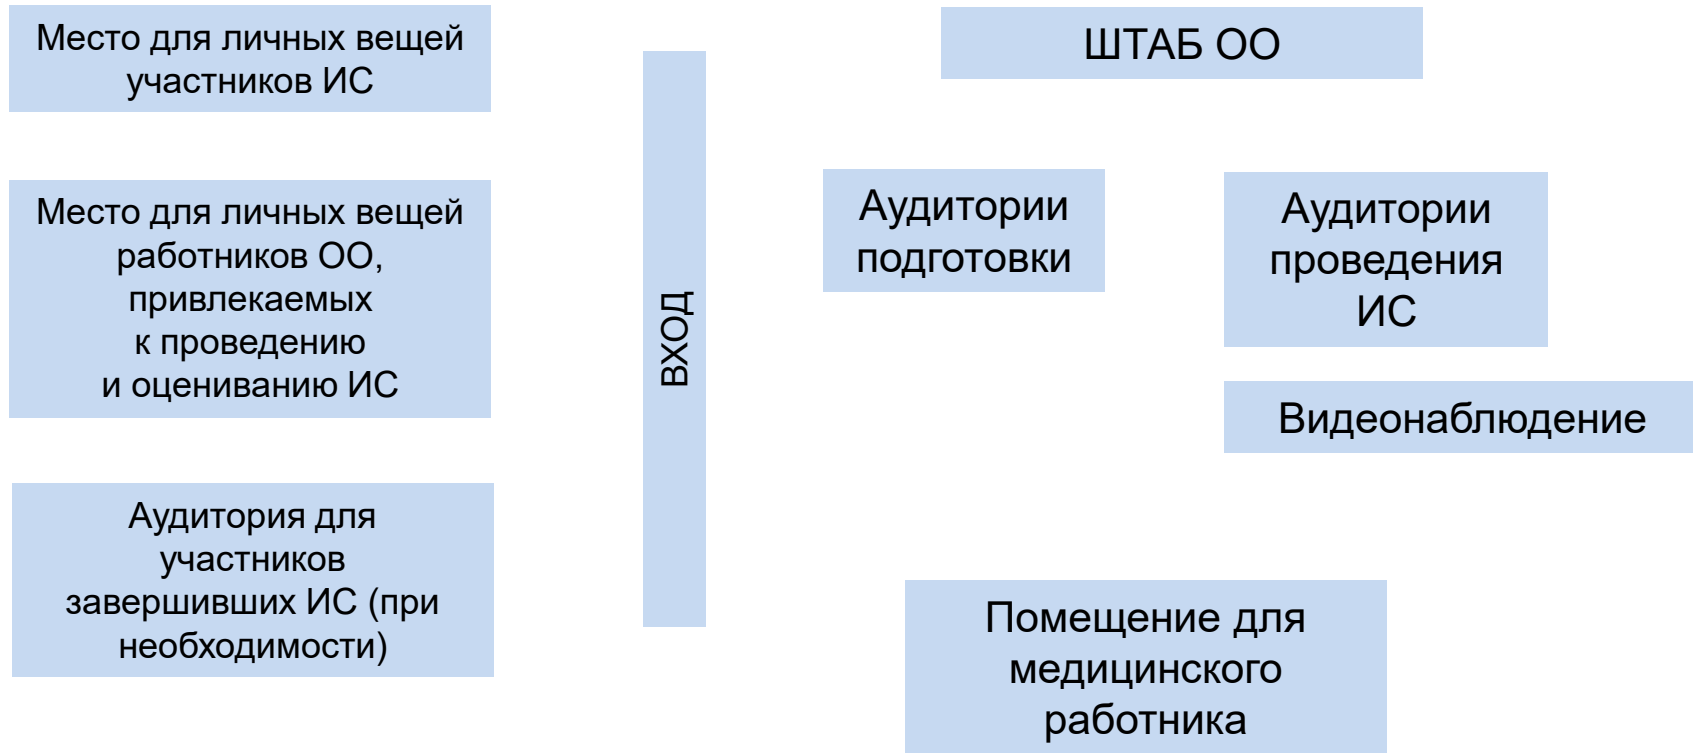 Место для личных вещей
участников ИС
Место для личных вещей
работников ОО,
привлекаемых
к проведению
и оцениванию ИС
Аудитория для
участников
завершивших ИС (при
необходимости)
ВХОД
ШТАБ ОО
Аудитории
подготовки
Аудитории
проведения
ИС
Видеонаблюдение
Помещение для
медицинского
работника